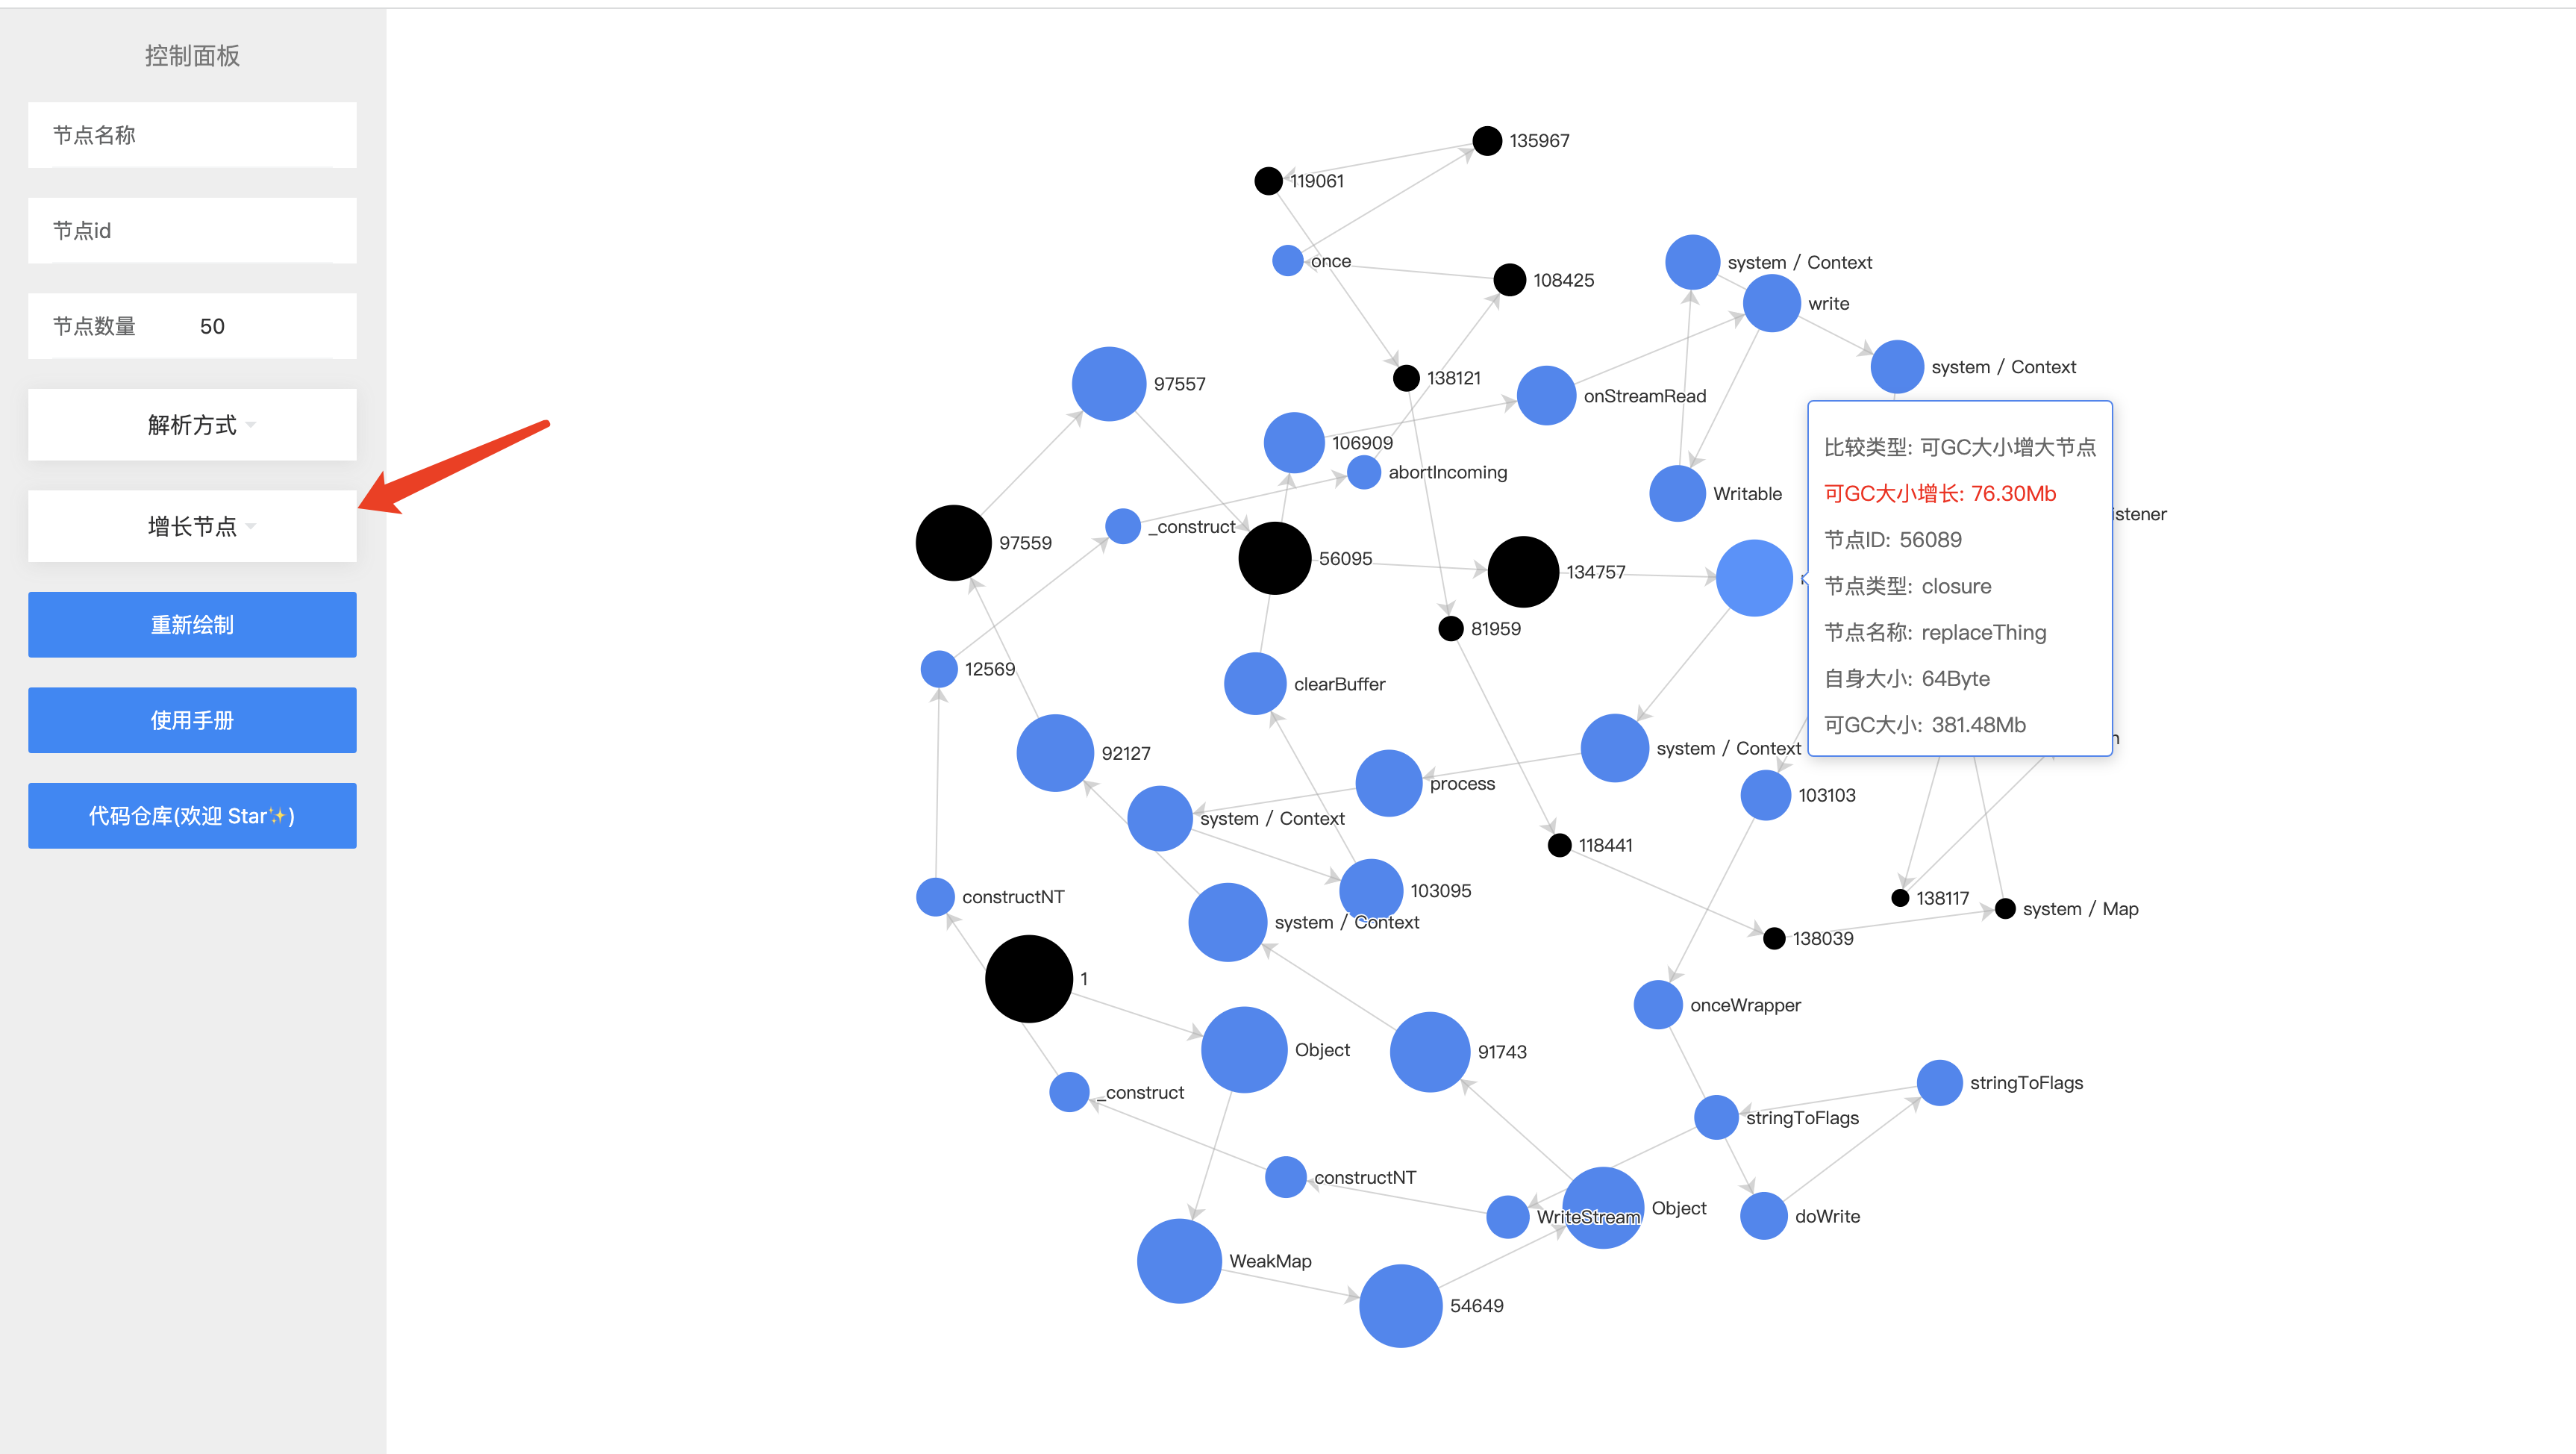 控制面板
节点名称
节点id
节点数量 50
解析方式
增长节点
重新绘制
使用手册
代码仓库(欢迎 Star✨)
135967
119061
once
108425
system / Context
write
system / Context
97557
138121
onStreamRead
106909
abortIncoming
Writable
_construct
97559
56095
134757
比较类型: 可GC大小增大节点
可GC大小增长: 76.30Mb
节点ID: 56089
节点类型: closure
节点名称: replaceThing
自身大小: 64Byte
可GC大小: 381.48Mb
81959
12569
clearBuffer
92127
system / Context
process
103103
system / Context
118441
103095
constructNT
138117
system / Map
system / Context
138039
1
onceWrapper
Object
91743
stringToFlags
_construct
stringToFlags
constructNT
Object
WriteStream
doWrite
WeakMap
54649